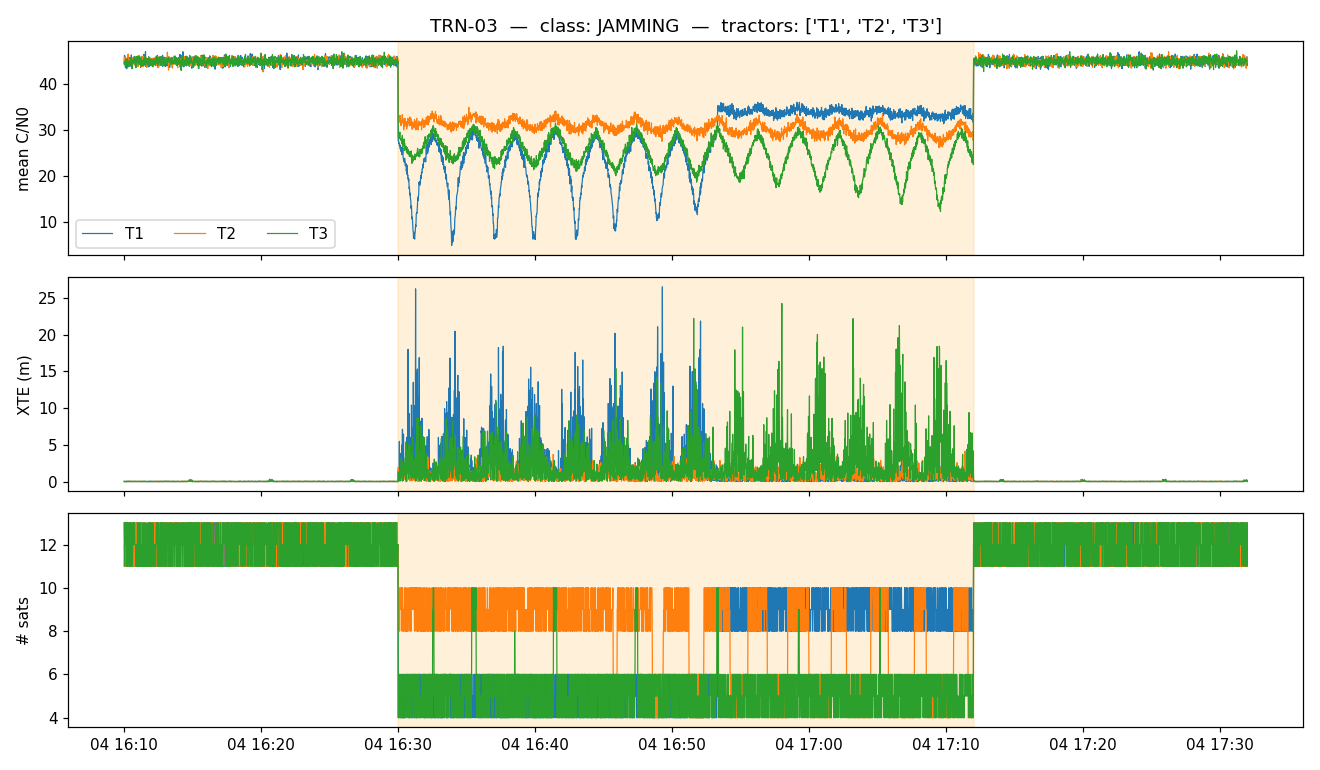 TRN-03 — class: JAMMING — tractors: ['T1', 'T2', 'T3']
mean C/N0
40
30
20
10
T1 T2 T3
XTE (m)
25
20
15
10
5
0
# sats
12
10
8
6
4
04 16:10 04 16:20 04 16:30 04 16:40 04 16:50 04 17:00 04 17:10 04 17:20 04 17:30